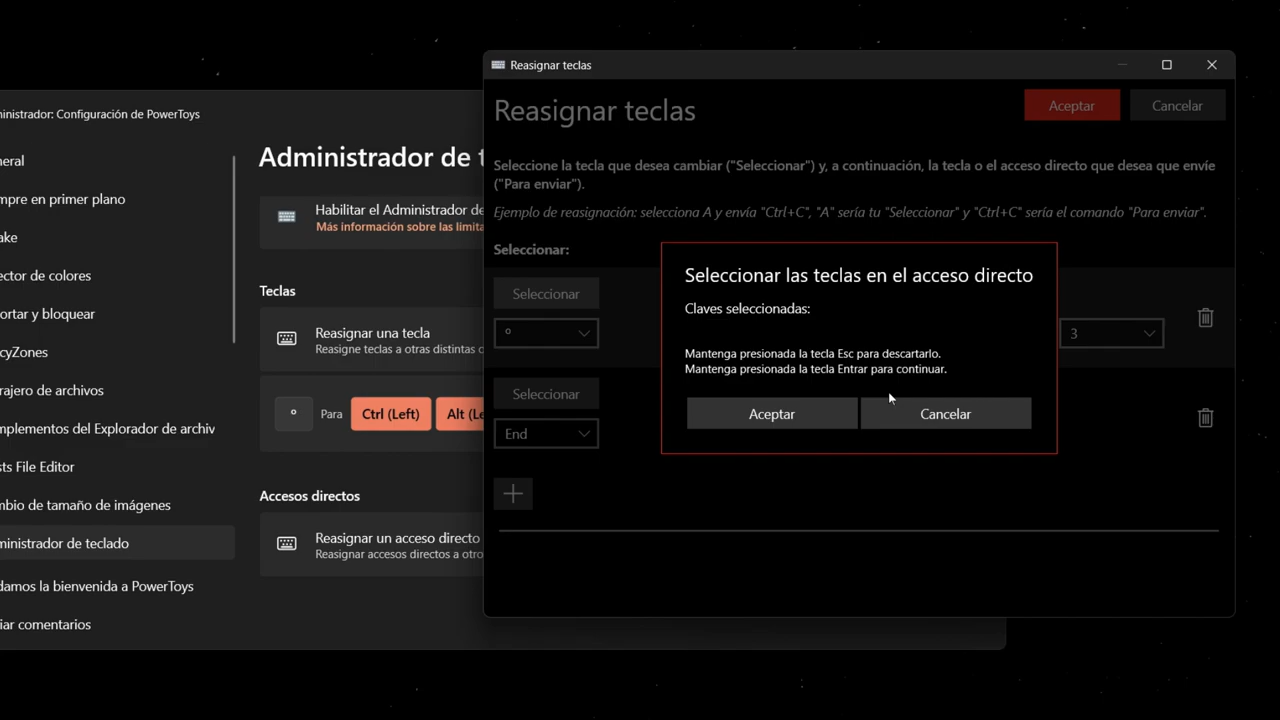 ministrador: Configuración de PowerToys
neral
mpre en primer plano
ake
ector de colores
ortar y bloquear
cyZones
rajero de archivos
mplementos del Explorador de archiv
sts File Editor
mbio de tamaño de imágenes
ministrador de teclado
damos la bienvenida a PowerToys
iar comentarios
Administrador de t
Habilitar el Administrador de
Más información sobre las limita
Teclas
Reasignar una tecla
Reasigne teclas a otras distintas c
º Para Ctrl (Left) Alt (Le
Accesos directos
Reasignar un acceso directo
Reasignar accesos directos a otro
Reasignar teclas
Reasignar teclas
Aceptar Cancelar
Seleccione la tecla que desea cambiar ("Seleccionar") y, a continuación, la tecla o el acceso directo que desea que envíe
("Para enviar").
Ejemplo de reasignación: selecciona A y envía "Ctrl+C", "A" sería tu "Seleccionar" y "Ctrl+C" sería el comando "Para enviar".
Seleccionar:
Seleccionar
º
3
Seleccionar
End
Seleccionar las teclas en el acceso directo
Claves seleccionadas:
Mantenga presionada la tecla Esc para descartarlo.
Mantenga presionada la tecla Entrar para continuar.
Aceptar Cancelar